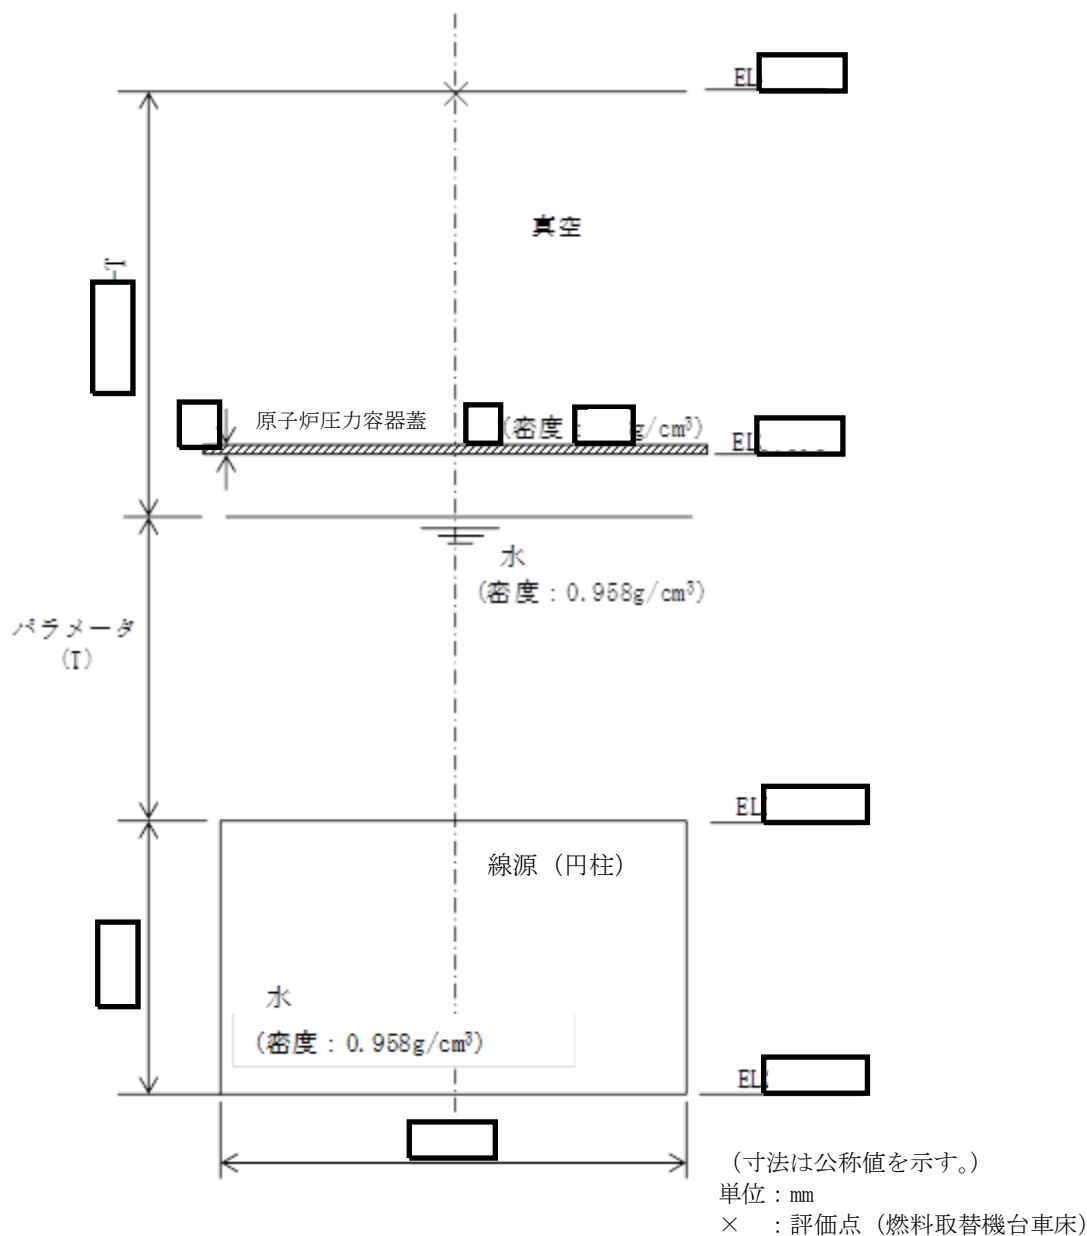 EL
真空
-T
原子炉圧力容器蓋
(密度: g/cm³)
EL
水
(密度:0.958g/cm³)
パラメータ
(T)
EL
線源（円柱）
水
(密度:0.958g/cm³)
EL
（寸法は公称値を示す。）
単位：mm
× ：評価点（燃料取替機台車床）